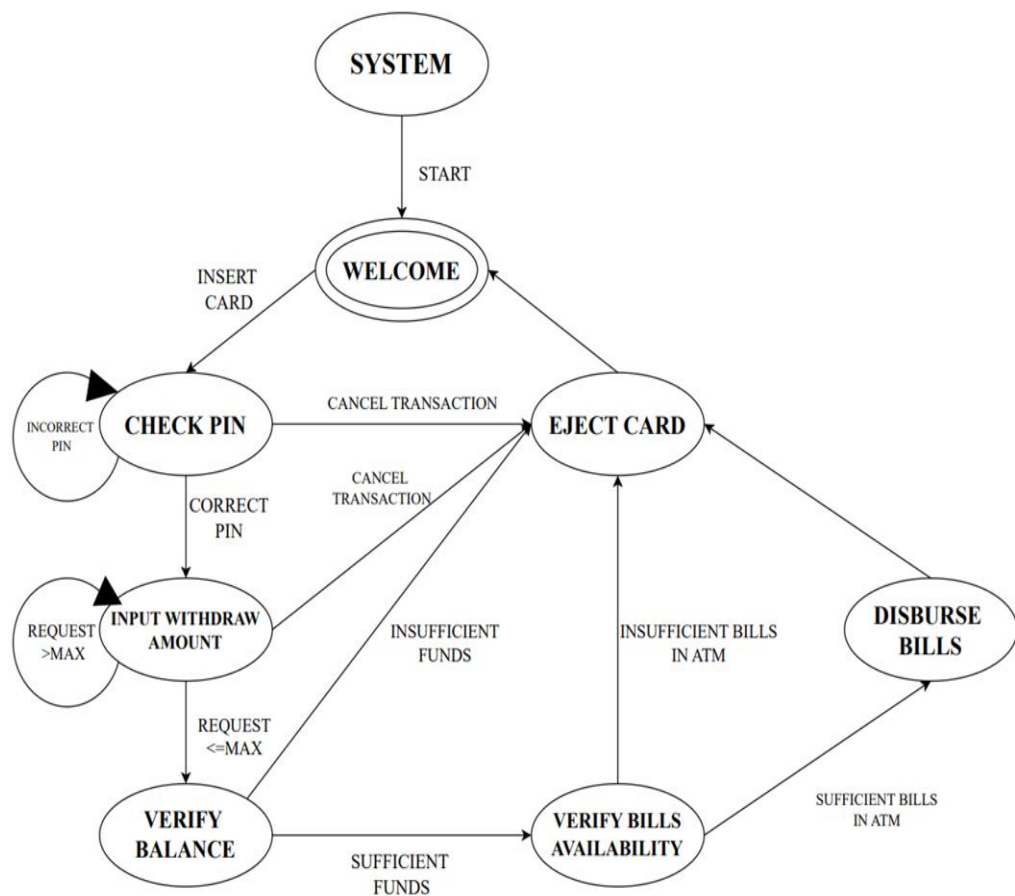 SYSTEM
START
WELCOME
INSERT
CARD
INCORRECT
PIN
CHECK PIN
CANCEL TRANSACTION
EJECT CARD
CANCEL
TRANSACTION
CORRECT
PIN
REQUEST
>MAX
INPUT WITHDRAW
AMOUNT
INSUFFICIENT
FUNDS
INSUFFICIENT BILLS
IN ATM
DISBURSE
BILLS
REQUEST
<=MAX
VERIFY
BALANCE
SUFFICIENT
FUNDS
VERIFY BILLS
AVAILABILITY
SUFFICIENT BILLS
IN ATM